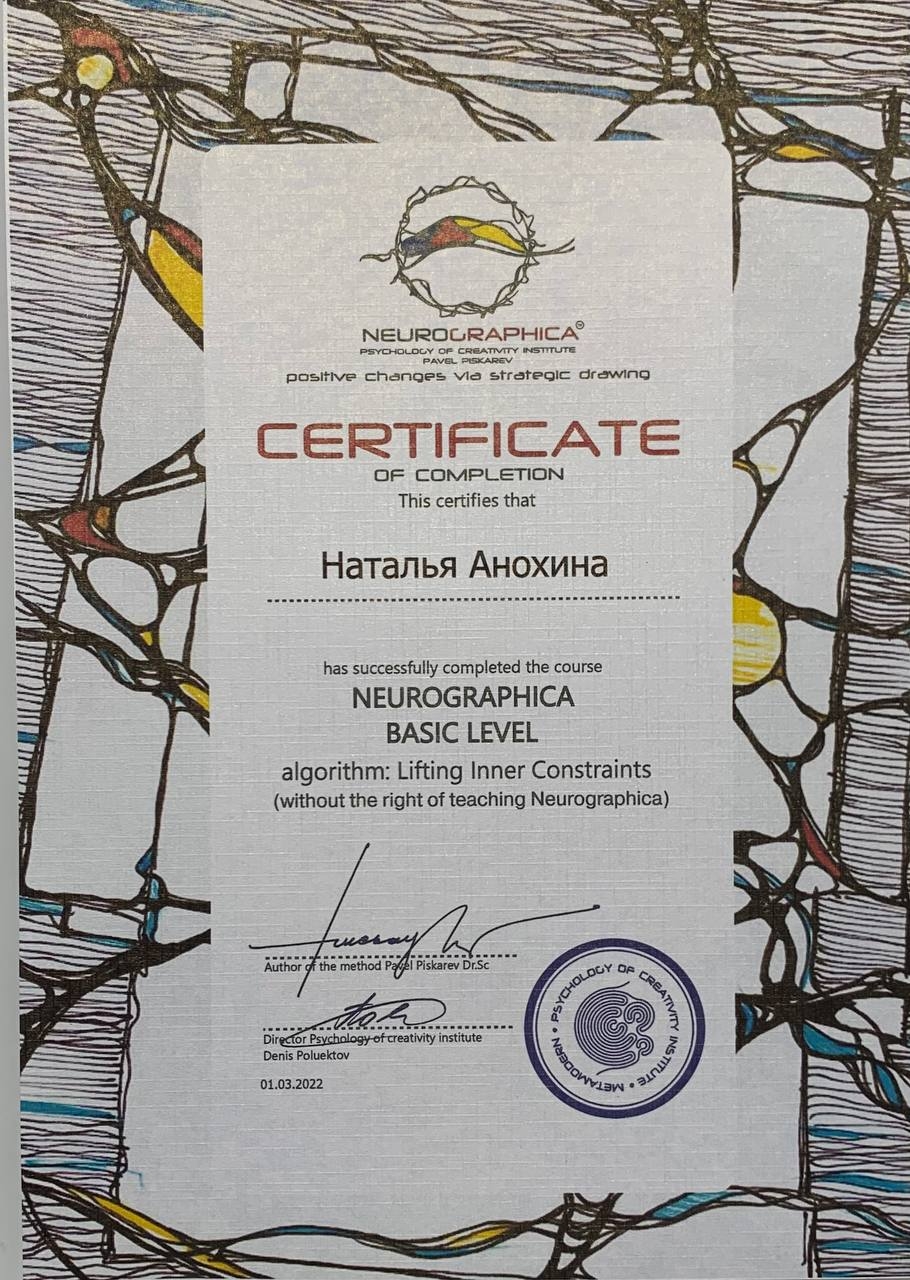 NEUROGRAPHICA®
PSYCHOLOGY OF CREATIVITY INSTITUTE
PAVEL PISKAREV
positive changes via strategic drawing
CERTIFICATE
OF COMPLETION
This certifies that
Наталья Анохина
has successfully completed the course
NEUROGRAPHICA
BASIC LEVEL
algorithm: Lifting Inner Constraints
(without the right of teaching Neurographica)
Author of the method Pavel Piskarev Dr.Sc
Director Psychology of creativity institute
Denis Poluektov
01.03.2022
PSYCHOLOGY OF CREATIVITY INSTITUTE • METAMODERN •